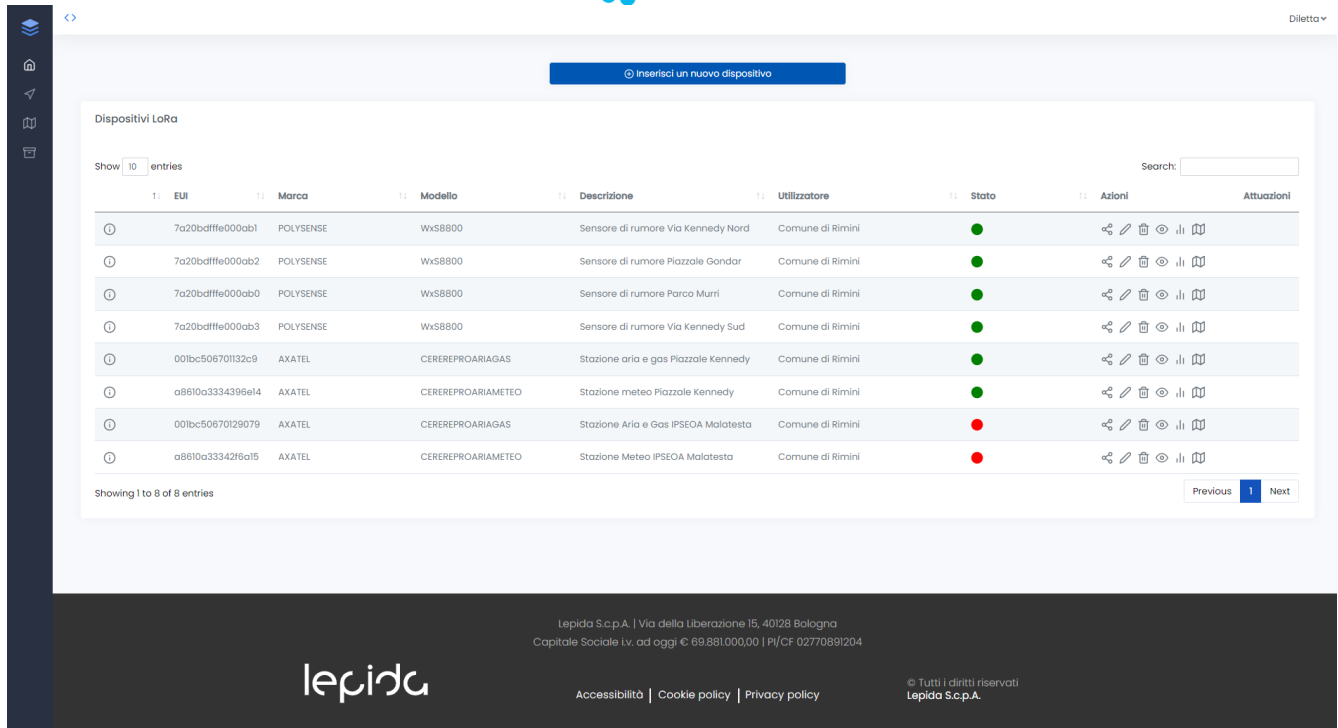 <>
Diletta
Inserisci un nuovo dispositivo
Dispositivi LoRa
Show 10 entries
Search:
EUI Marca Modello Descrizione Utilizzatore Stato Azioni Attuazioni
7a20bdfffe000ab1 POLYSENSE WxS8800 Sensore di rumore Via Kennedy Nord Comune di Rimini
7a20bdfffe000ab2 POLYSENSE WxS8800 Sensore di rumore Piazzale Gondar Comune di Rimini
7a20bdfffe000ab0 POLYSENSE WxS8800 Sensore di rumore Parco Murri Comune di Rimini
7a20bdfffe000ab3 POLYSENSE WxS8800 Sensore di rumore Via Kennedy Sud Comune di Rimini
001bc506701132c9 AXATEL CEREREPROARIAGAS Stazione aria e gas Piazzale Kennedy Comune di Rimini
a8610a3334396e14 AXATEL CEREREPROARIAMETEO Stazione meteo Piazzale Kennedy Comune di Rimini
001bc50670129079 AXATEL CEREREPROARIAGAS Stazione Aria e Gas IPSEOA Malatesta Comune di Rimini
a8610a33342f6a15 AXATEL CEREREPROARIAMETEO Stazione Meteo IPSEOA Malatesta Comune di Rimini
Showing 1 to 8 of 8 entries
Previous 1 Next
Lepida S.c.p.A. | Via della Liberazione 15, 40128 Bologna
Capitale Sociale i.v. ad oggi € 69.881.000,00 | PI/CF 02770891204
lepida
Accessibilità | Cookie policy | Privacy policy
© Tutti i diritti riservati
Lepida S.c.p.A.